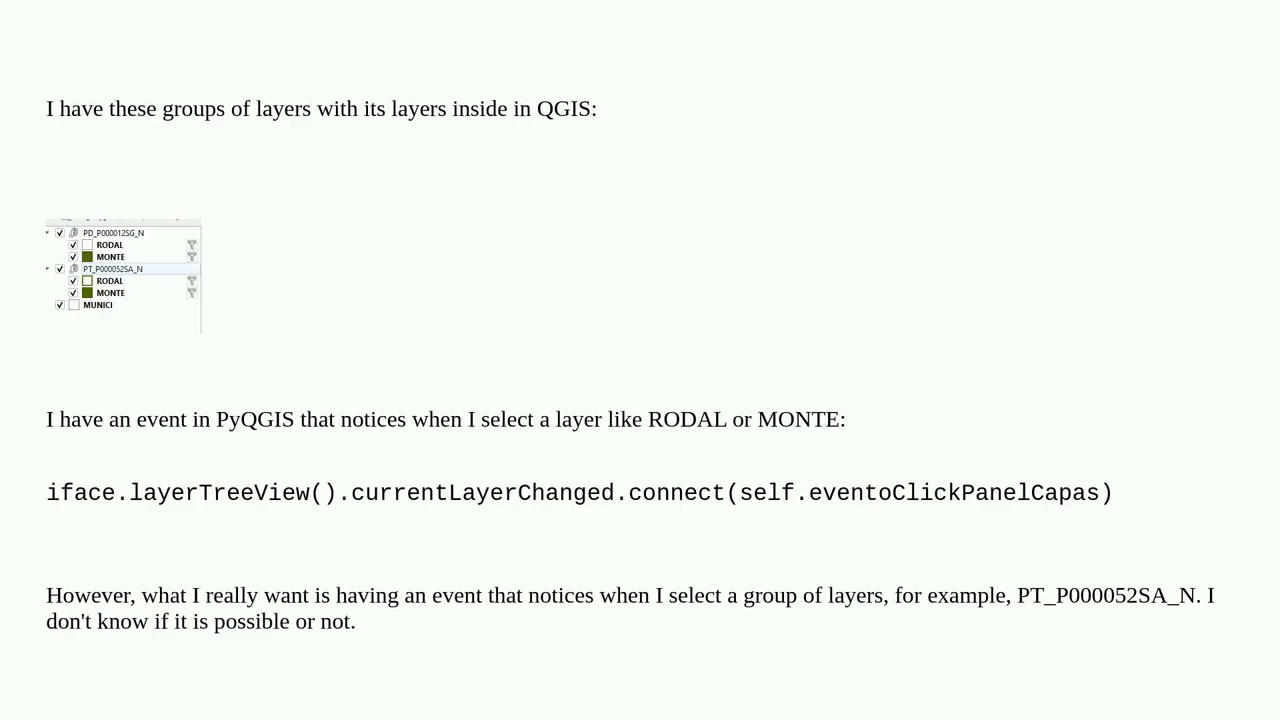 I have these groups of layers with its layers inside in QGIS:
PD_P000012SG_N
RODAL
MONTE
PT_P000052SA_N
RODAL
MONTE
MUNICI
I have an event in PyQGIS that notices when I select a layer like RODAL or MONTE:
iface.layerTreeView().currentLayerChanged.connect(self.eventoClickPanelCapas)
However, what I really want is having an event that notices when I select a group of layers, for example, PT_P000052SA_N. I
don't know if it is possible or not.